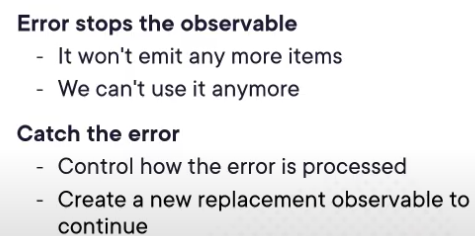 Error stops the observable
- It won't emit any more items
- We can't use it anymore
Catch the error
- Control how the error is processed
- Create a new replacement observable to
continue